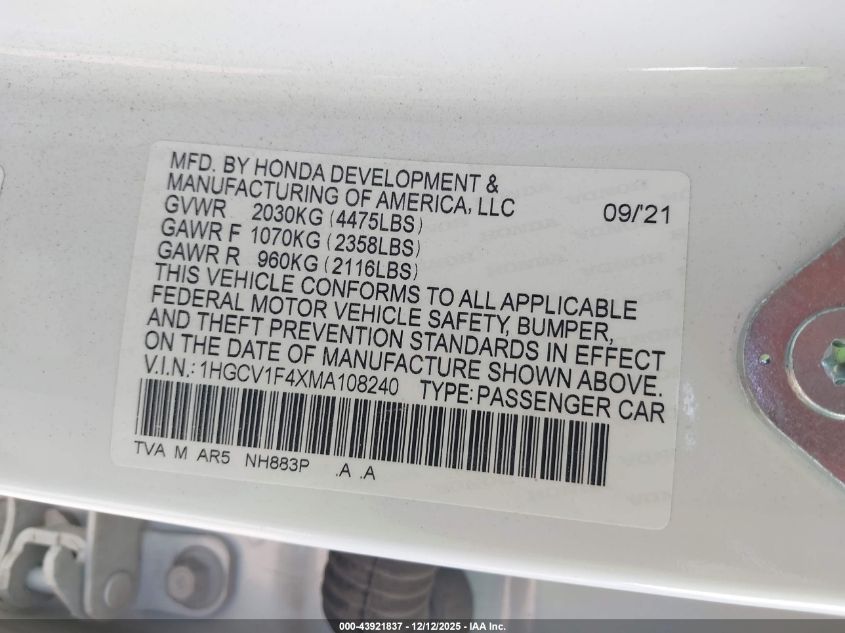 MFD. BY HONDA DEVELOPMENT &
MANUFACTURING OF AMERICA, LLC 09/'21
GVWR 2030KG (4475LBS)
GAWR F 1070KG (2358LBS)
GAWR R 960KG (2116LBS)
THIS VEHICLE CONFORMS TO ALL APPLICABLE
FEDERAL MOTOR VEHICLE SAFETY, BUMPER,
AND THEFT PREVENTION STANDARDS IN EFFECT
ON THE DATE OF MANUFACTURE SHOWN ABOVE.
V.I.N.: 1HGCV1F4XMA108240 TYPE: PASSENGER CAR
TVA M AR5 NH883P .A .A
000-43921837 - 12/12/2025 - IAA Inc.